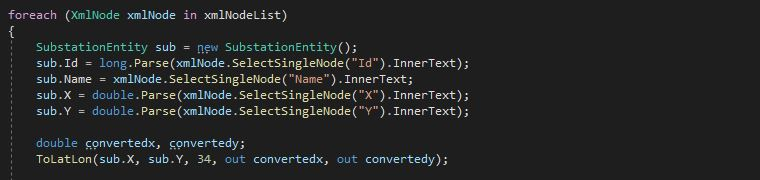 foreach (XmlNode xmlNode in xmlNodeList)
{
SubstationEntity sub = new SubstationEntity();
sub.Id = long.Parse(xmlNode.SelectSingleNode("Id").InnerText);
sub.Name = xmlNode.SelectSingleNode("Name").InnerText;
sub.X = double.Parse(xmlNode.SelectSingleNode("X").InnerText);
sub.Y = double.Parse(xmlNode.SelectSingleNode("Y").InnerText);
double convertedx, convertedy;
ToLatLon(sub.X, sub.Y, 34, out convertedx, out convertedy);